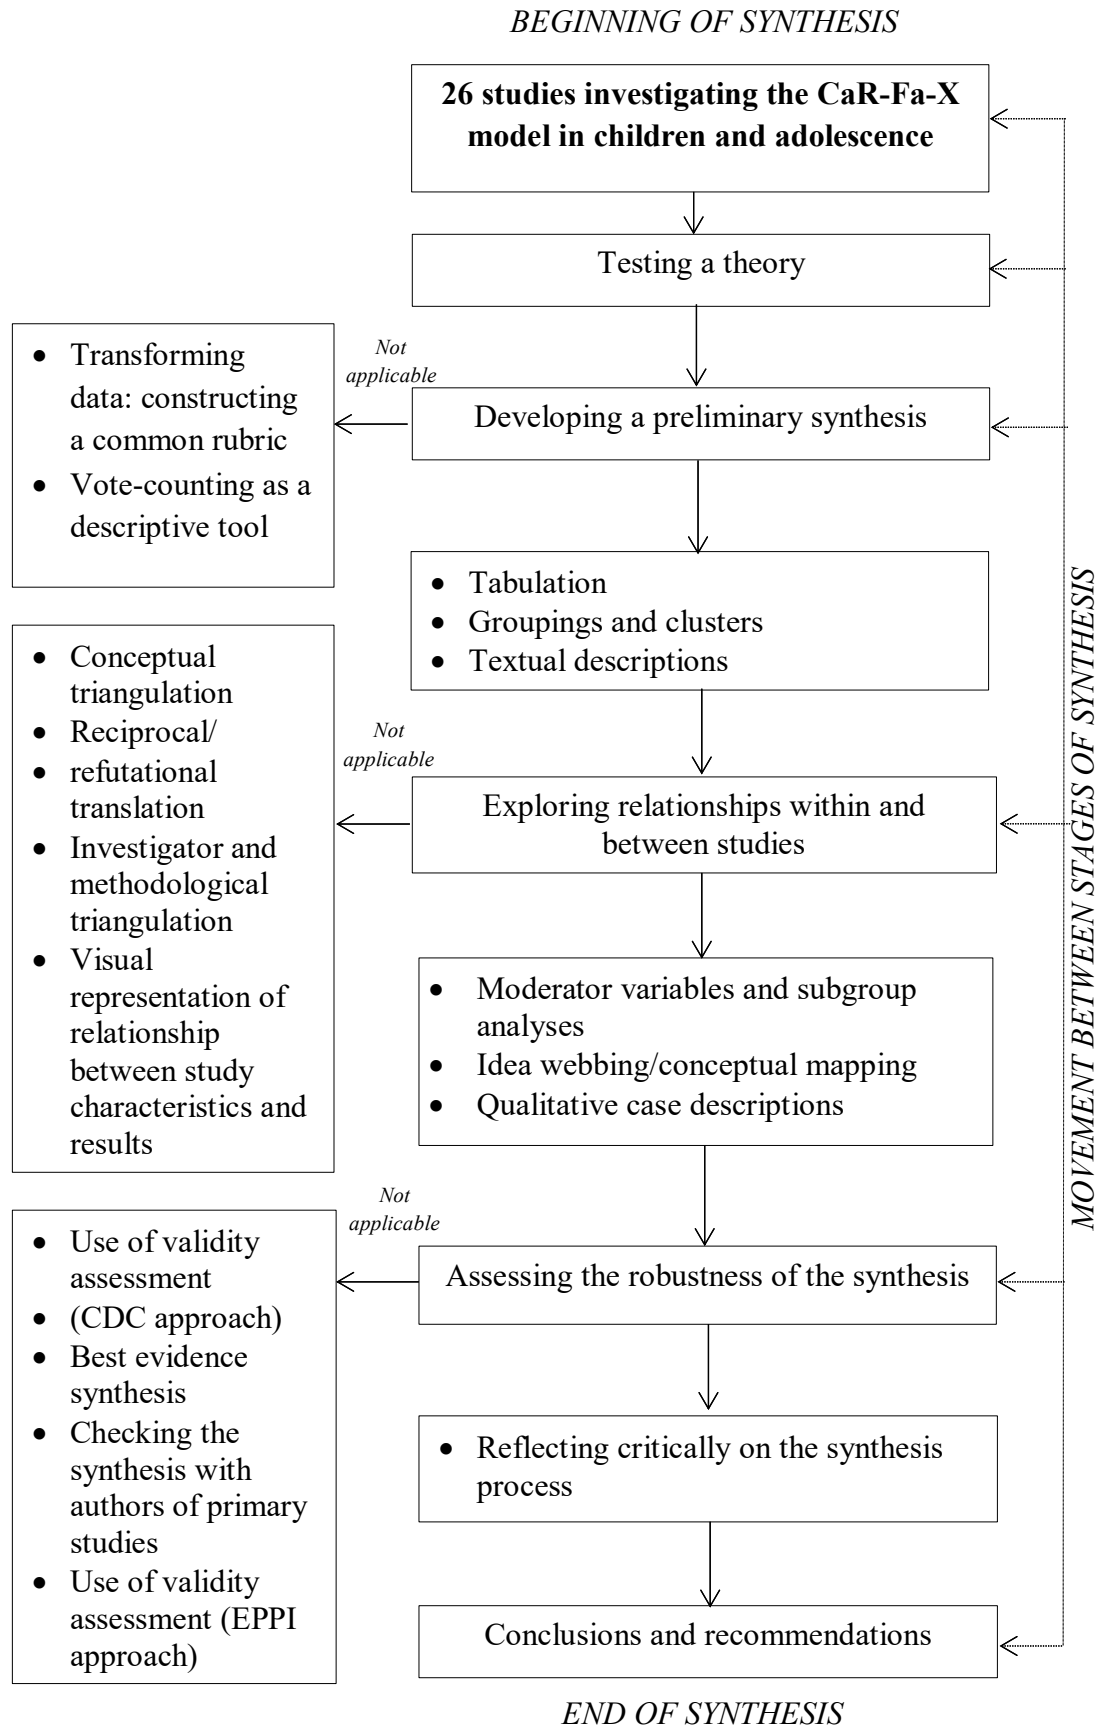 BEGINNING OF SYNTHESIS
26 studies investigating the CaR-Fa-X
model in children and adolescence
Testing a theory
Not
applicable
Developing a preliminary synthesis
• Transforming
data: constructing
a common rubric
• Vote-counting as a
descriptive tool
• Tabulation
• Groupings and clusters
• Textual descriptions
Not
applicable
Exploring relationships within and
between studies
• Conceptual
triangulation
• Reciprocal/
• refutational
translation
• Investigator and
methodological
triangulation
• Visual
representation of
relationship
between study
characteristics and
results
• Moderator variables and subgroup
analyses
• Idea webbing/conceptual mapping
• Qualitative case descriptions
Not
applicable
Assessing the robustness of the synthesis
• Use of validity
assessment
• (CDC approach)
• Best evidence
synthesis
• Checking the
synthesis with
authors of primary
studies
• Use of validity
assessment (EPPI
approach)
• Reflecting critically on the synthesis
process
Conclusions and recommendations
END OF SYNTHESIS
MOVEMENT BETWEEN STAGES OF SYNTHESIS